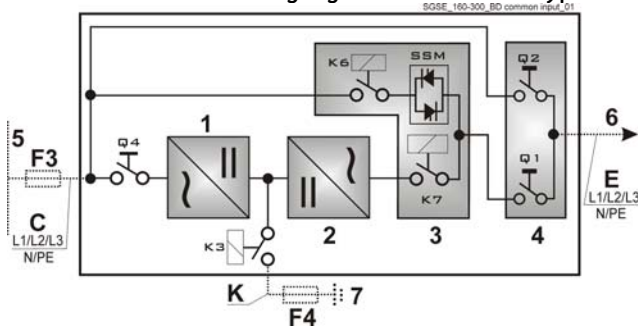 SGSE_160-300_BD common input_01
K6
SSM
Q2
5
1
6
F3
Q4
Q1
E
C
K7
L1/L2/L3
L1/L2/L3
N/PE
N/PE
K3
2
3
4
K
7
F4